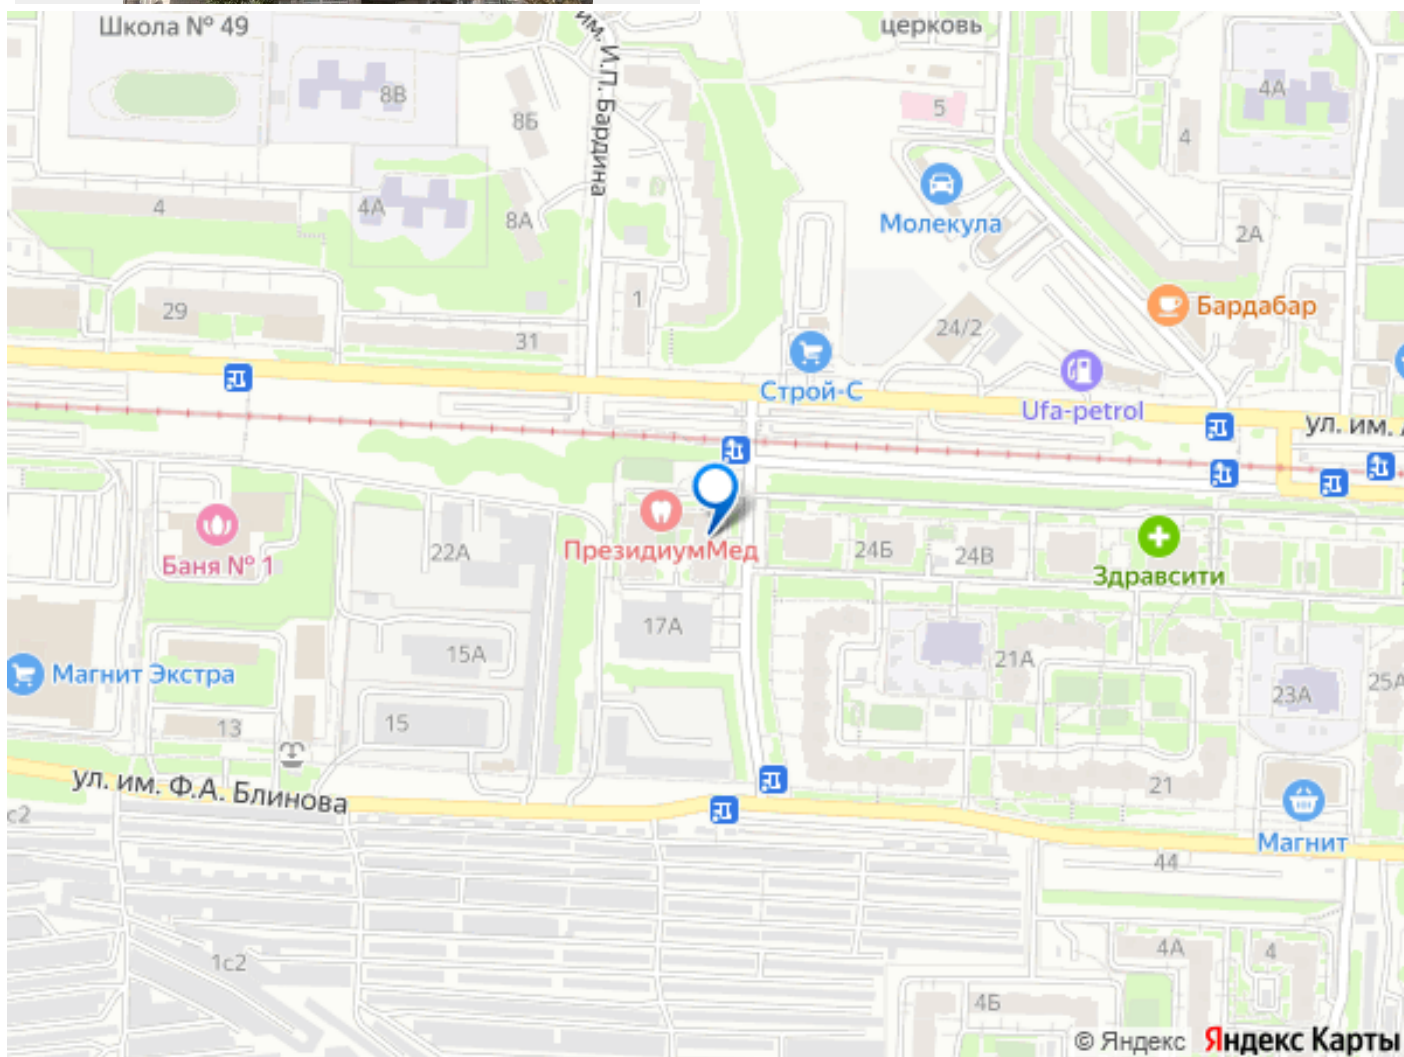 Школа № 49
им. И.П. Бардина
церковь
8В
8Б
5
4А
4
Молекула
4
4А
8А
2А
29
1
31
24/2
Бардабар
Строй-С
Ufa-petrol
ул. им.
Баня № 1
22А
ПрезидиумМед
24Б
24В
Здравсити
17А
15А
21А
23А
25А
Магнит Экстра
13
15
21
ул. им. Ф.А. Блинова
с2
Магнит
44
1с2
4А
4
4Б
© Яндекс Яндекс Карты